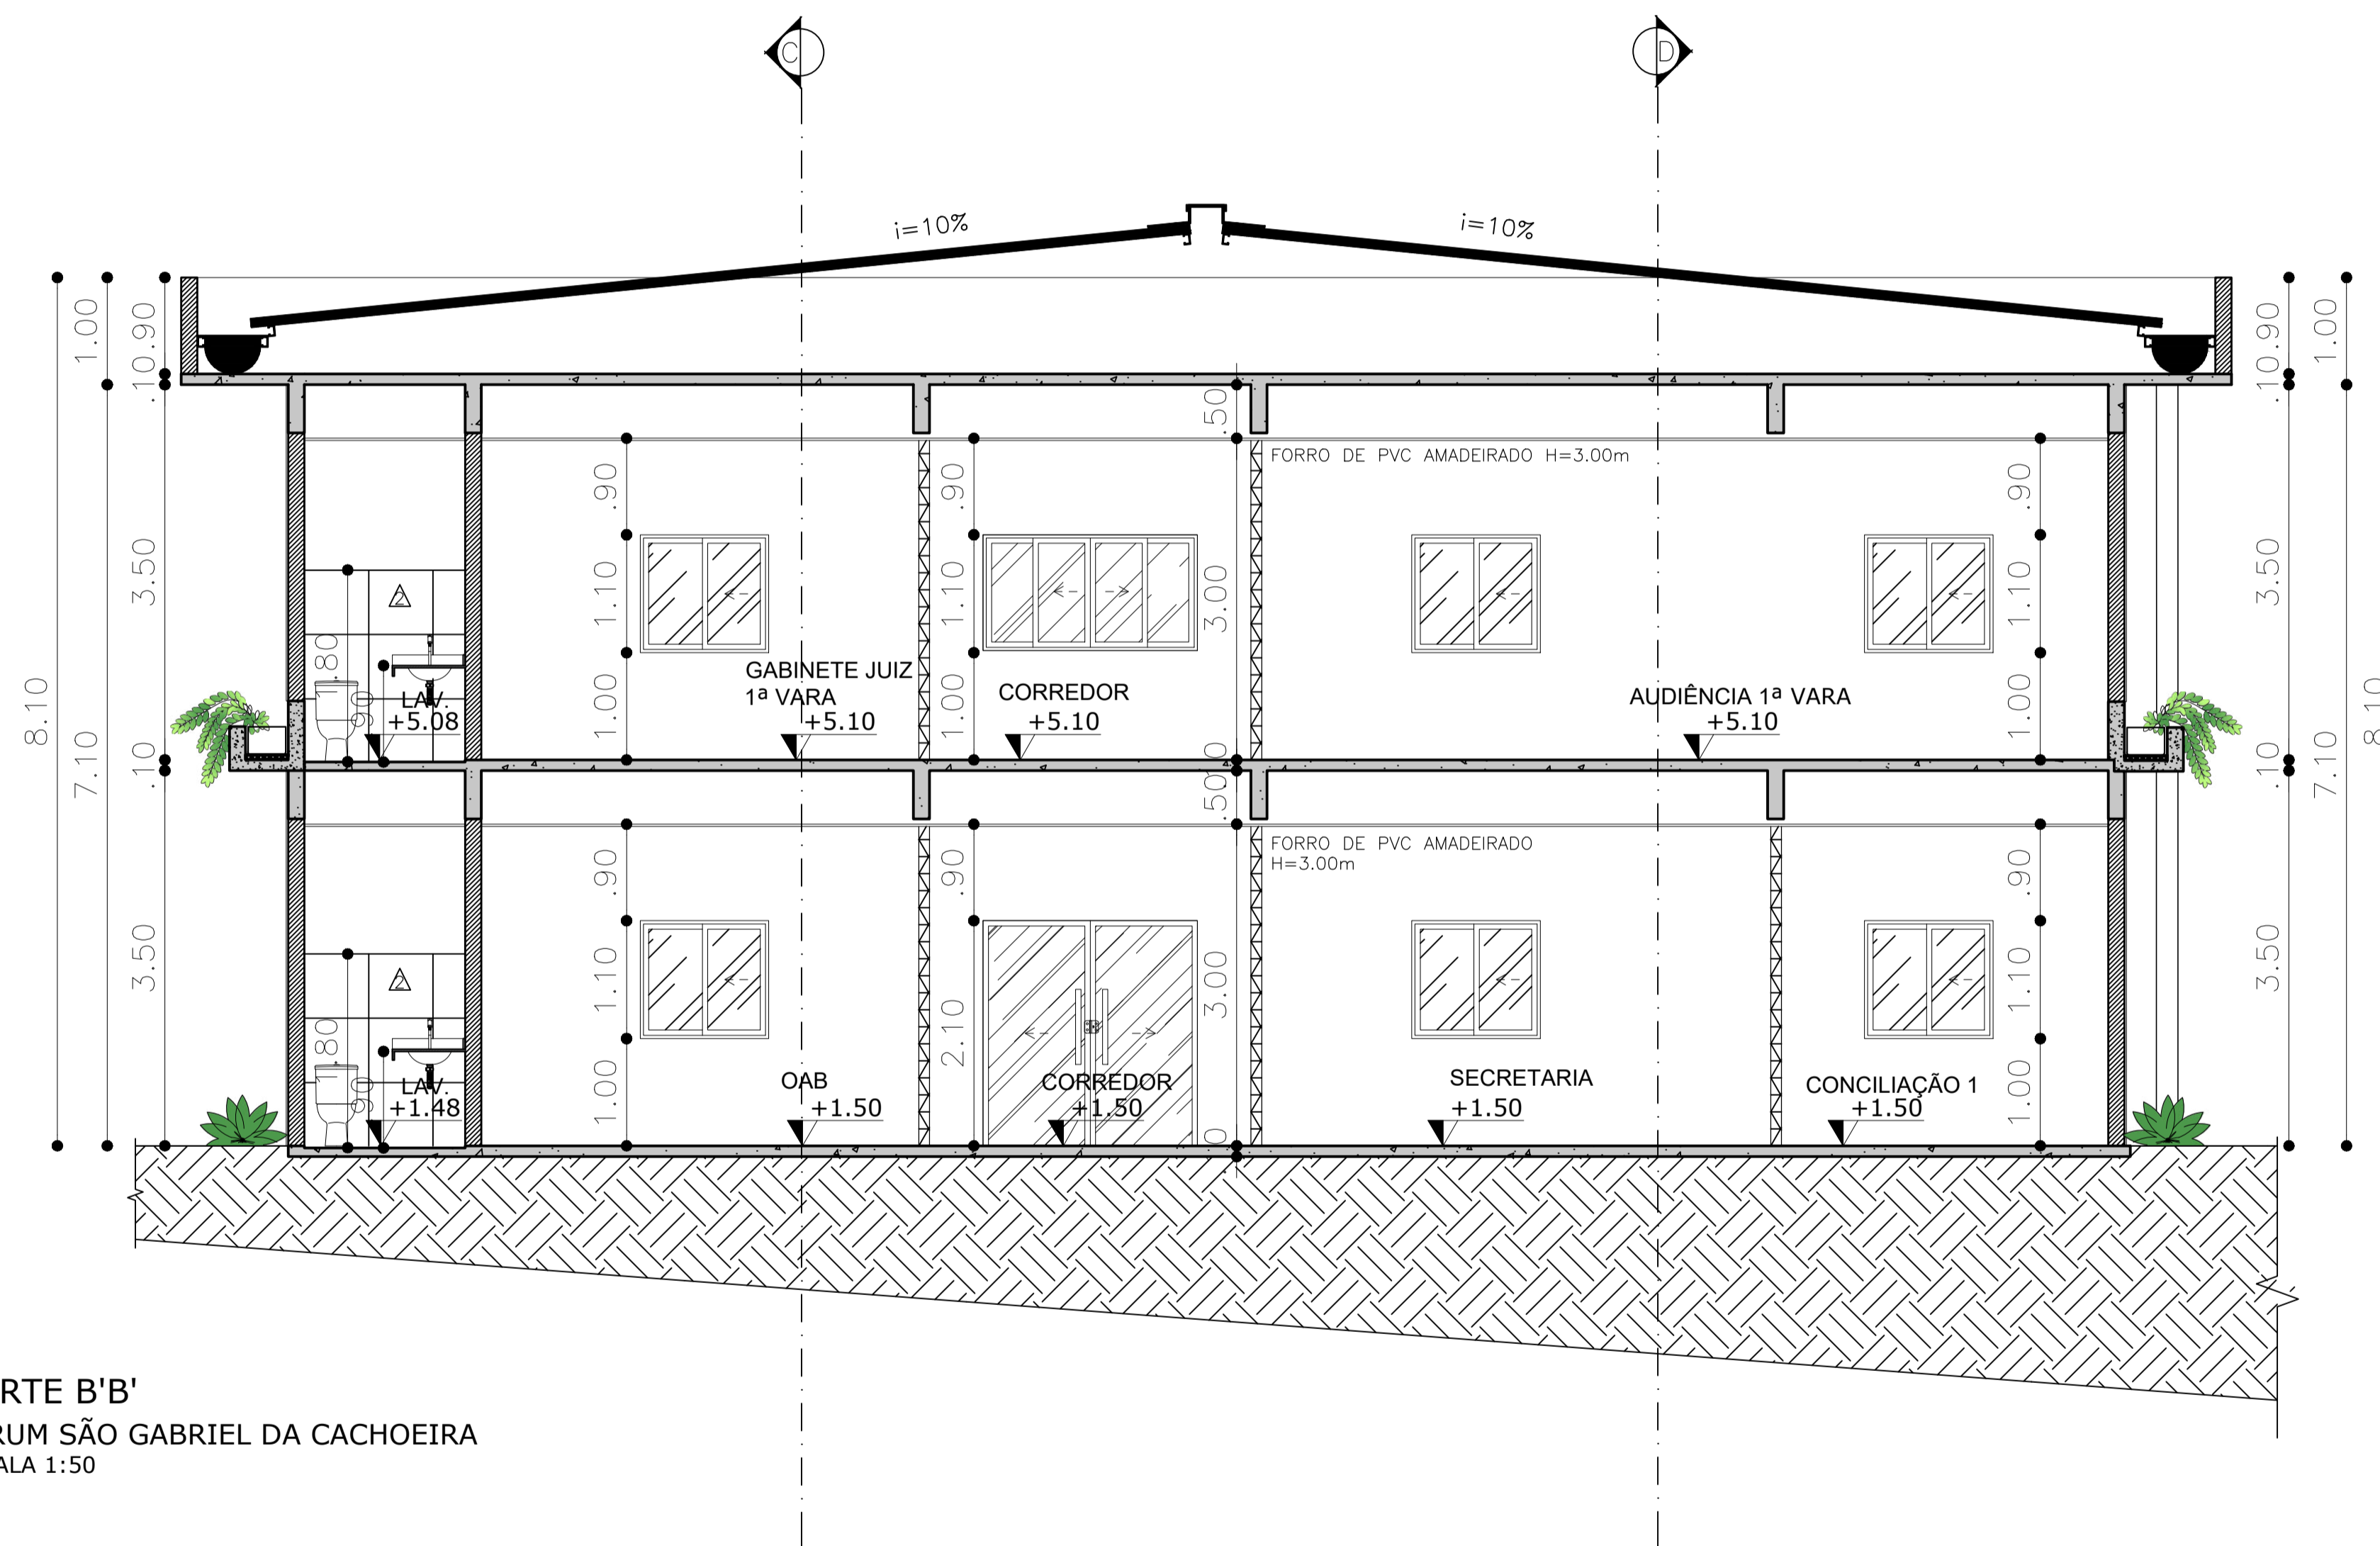 C
D
i=10%
i=10%
1.00
.90
.10
3.50
.10
3.50
7.10
8.10
.90
.10
1.00
3.50
.10
3.50
7.10
8.10
.50
FORRO DE PVC AMADEIRADO H=3.00m
.90
1.10
1.00
.90
1.10
1.00
3.00
.90
1.10
1.00
2
.80
LAV.
+5.08
GABINETE JUIZ
1ª VARA
+5.10
CORREDOR
+5.10
AUDIÊNCIA 1ª VARA
+5.10
.50
FORRO DE PVC AMADEIRADO
H=3.00m
.90
1.10
1.00
.90
2.10
3.00
.90
1.10
1.00
2
.80
LAV.
+1.48
OAB
+1.50
CORREDOR
+1.50
SECRETARIA
+1.50
CONCILIAÇÃO 1
+1.50
RTE B'B'
RUM SÃO GABRIEL DA CACHOEIRA
ALA 1:50